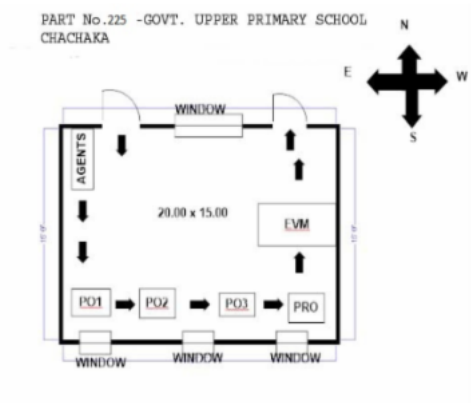 PART No.225 -GOVT. UPPER PRIMARY SCHOOL
CHACHAKA
N
E
W
S
WINDOW
AGENTS
20.00 x 15.00
EVM
PO1
PO2
PO3
PRO
WINDOW
WINDOW
WINDOW